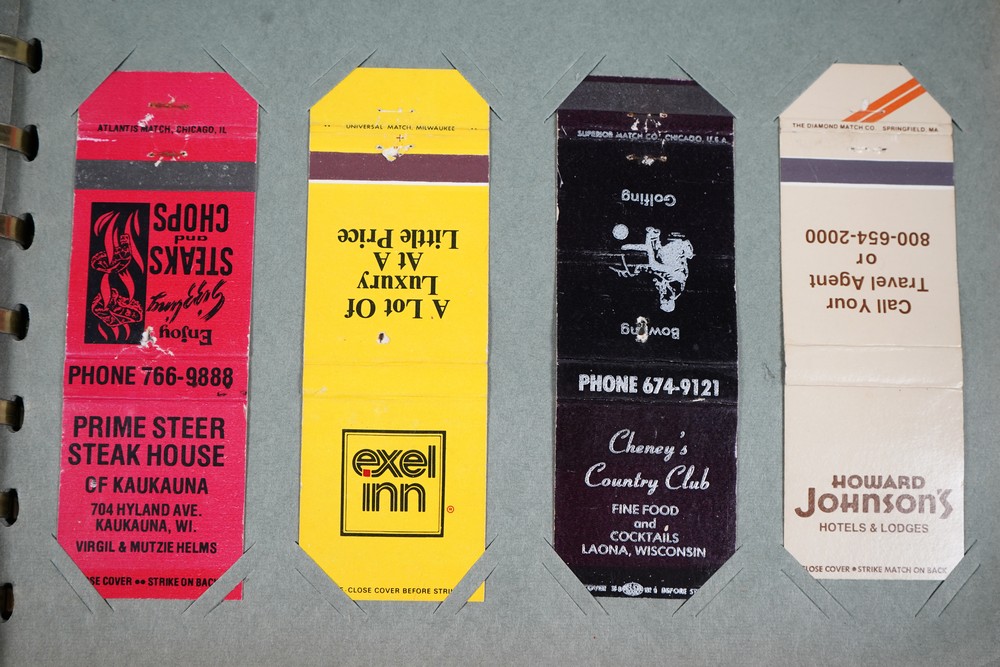 ATLANTIS MATCH, CHICAGO, IL
Enjoy
Sizzling
STEAKS
and
CHOPS
PHONE 766-9888
PRIME STEER
STEAK HOUSE
OF KAUKAUNA
704 HYLAND AVE.
KAUKAUNA, WI.
VIRGIL & MUTZIE HELMS
COVER •• STRIKE ON BACK
UNIVERSAL MATCH, MILWAUKEE
A Lot Of
Luxury
At A
Little Price
exel
inn
®
CLOSE COVER BEFORE
SUPERIOR MATCH CO., CHICAGO, U.S.A.
Bowling
Golfing
PHONE 674-9121
Cheney's
Country Club
FINE FOOD
and
COCKTAILS
LAONA, WISCONSIN
BEFORE
THE DIAMOND MATCH CO. SPRINGFIELD, MA
Call Your
Travel Agent
or
800-654-2000
HOWARD
JOHNSON'S
HOTELS & LODGES
COVER • STRIKE MATCH ON BACK